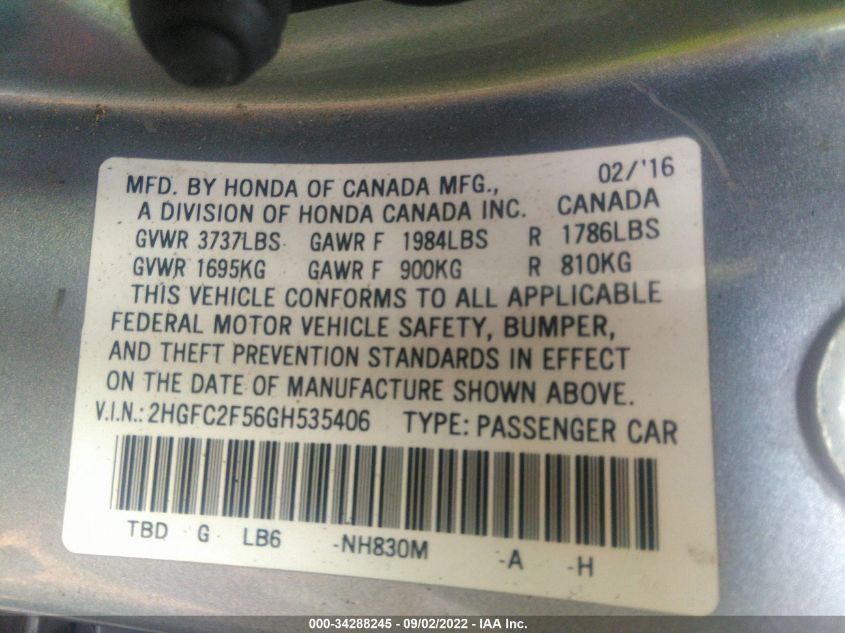 MFD. BY HONDA OF CANADA MFG., 02/'16
A DIVISION OF HONDA CANADA INC. CANADA
GVWR 3737LBS GAWR F 1984LBS R 1786LBS
GVWR 1695KG GAWR F 900KG R 810KG
THIS VEHICLE CONFORMS TO ALL APPLICABLE
FEDERAL MOTOR VEHICLE SAFETY, BUMPER,
AND THEFT PREVENTION STANDARDS IN EFFECT
ON THE DATE OF MANUFACTURE SHOWN ABOVE.
V.I.N.: 2HGFC2F56GH535406 TYPE: PASSENGER CAR
TBD G LB6 -NH830M -A -H
000-34288245 - 09/02/2022 - IAA Inc.